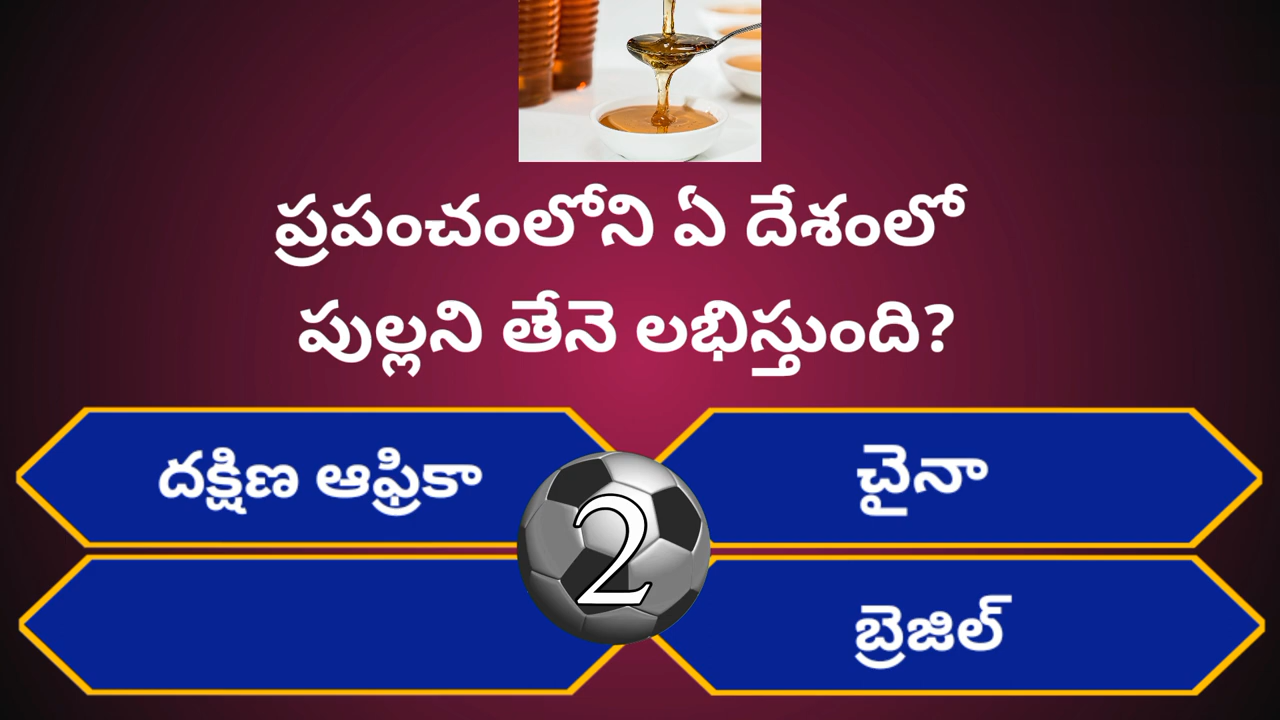 ప్రపంచంలోని ఏ దేశంలో
పుల్లని తేనె లభిస్తుంది?
దక్షిణ ఆఫ్రికా
చైనా
2
బ్రెజిల్